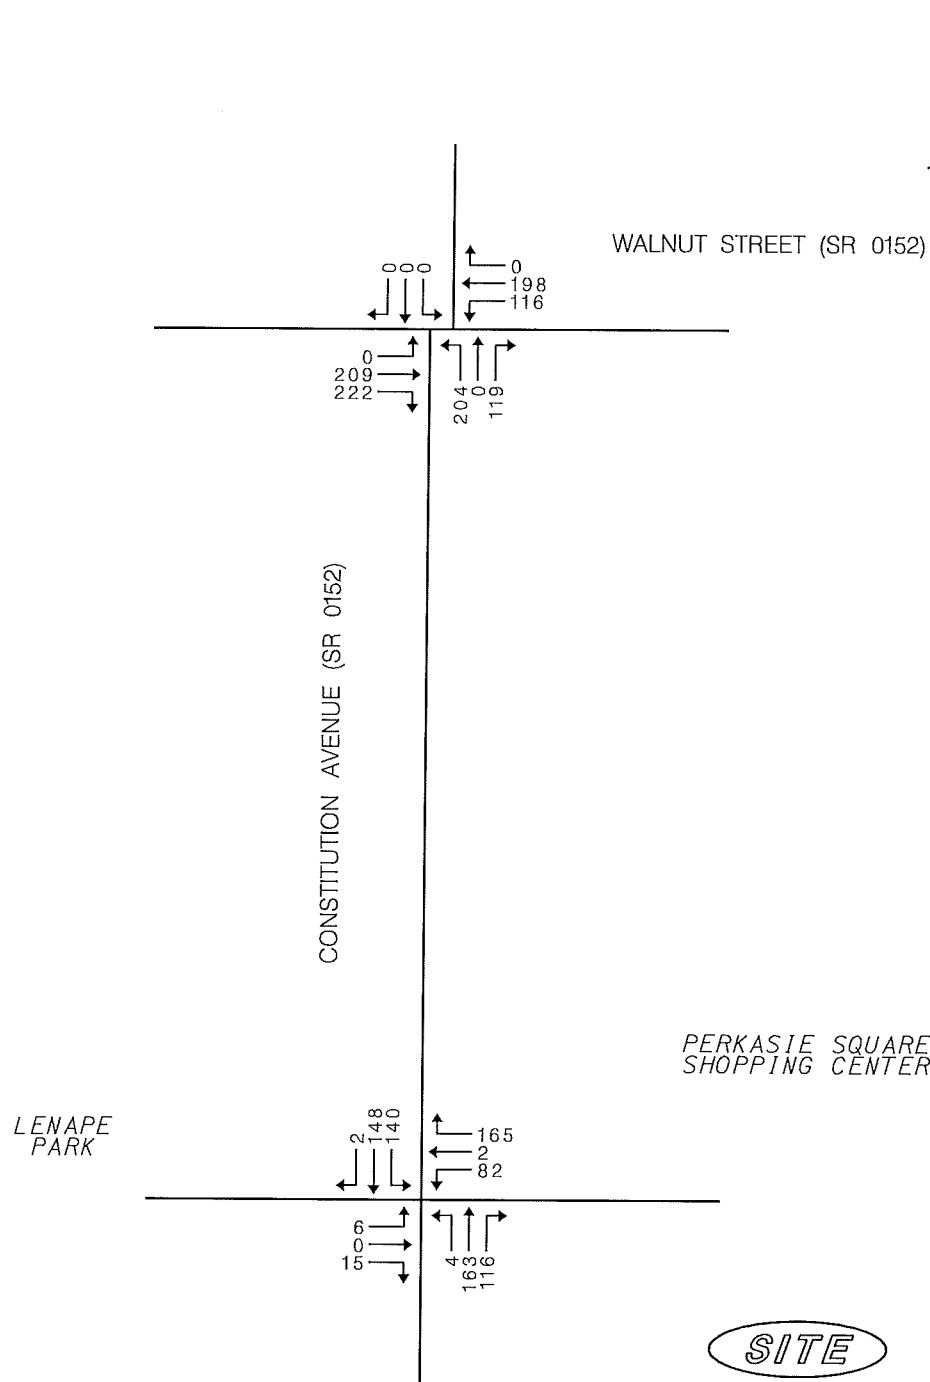 WALNUT STREET (SR 0152)
0 0 0
0
198
116
0
209
222
204 0 119
CONSTITUTION AVENUE (SR 0152)
PERKASIE SQUARE
SHOPPING CENTER
LENAPE
PARK
2 148 140
165
2
82
6
0
15
4 163 116
SITE